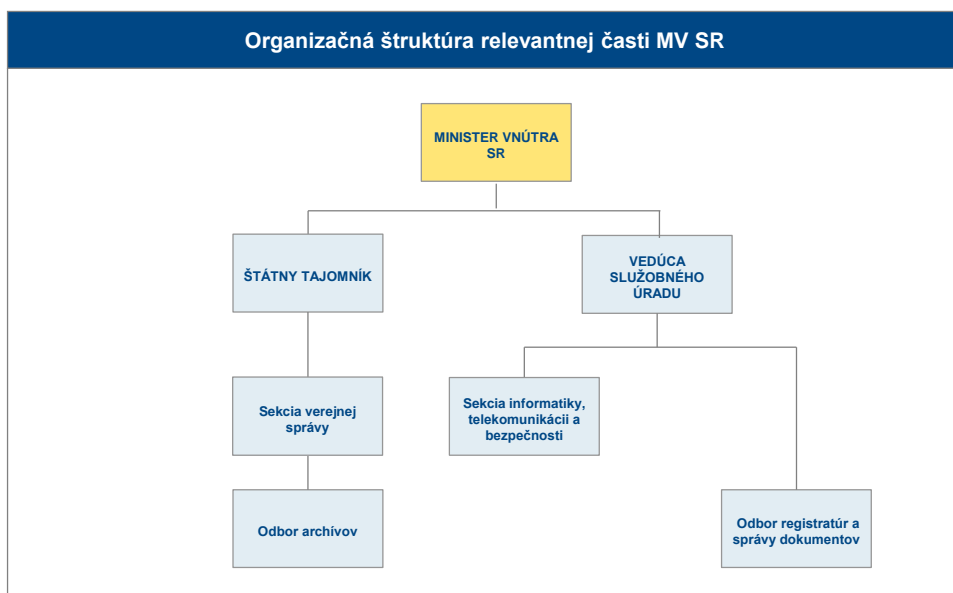 Organizačná štruktúra relevantnej časti MV SR
MINISTER VNÚTRA
SR
ŠTÁTNY TAJOMNÍK
VEDÚCA
SLUŽOBNÉHO
ÚRADU
Sekcia verejnej
správy
Sekcia informatiky,
telekomunikácii a
bezpečnosti
Odbor archívov
Odbor registratúr a
správy dokumentov